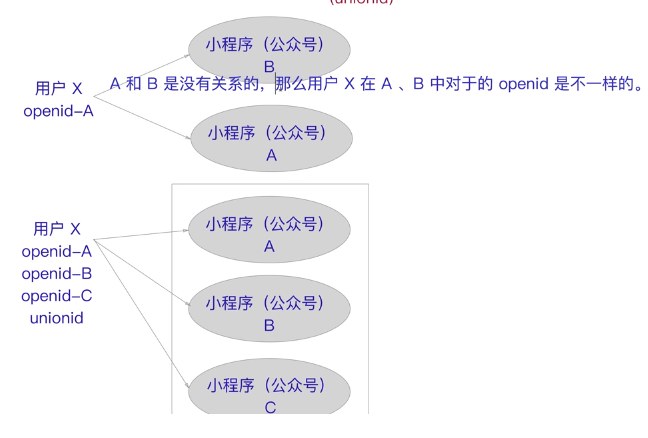 (unionid)
小程序（公众号）
B
A 和 B 是没有关系的，那么用户 X 在 A 、B 中对于的 openid 是不一样的。
用户 X
openid-A
小程序（公众号）
A
用户 X
openid-A
openid-B
openid-C
unionid
小程序（公众号）
A
小程序（公众号）
B
小程序（公众号）
C